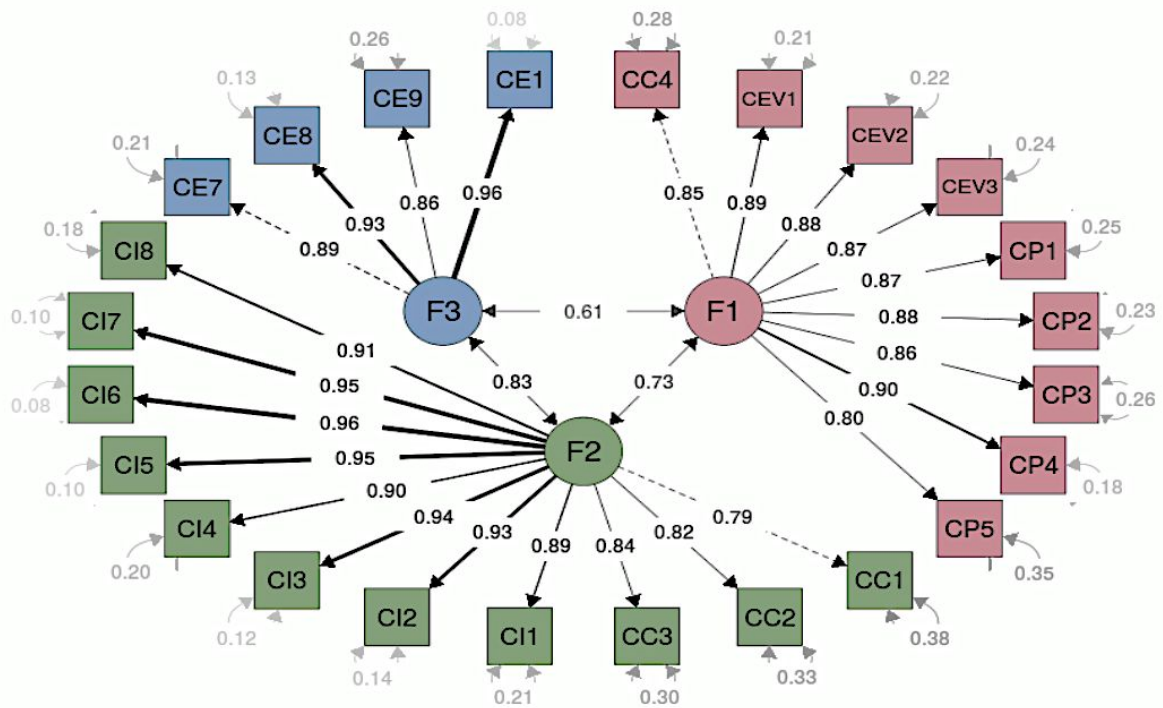 0.28
0.08
0.26
0.21
CE1
CC4
0.13
CE9
CEV1
0.22
CE8
CEV2
0.21
0.24
CE7
CEV3
0.96
0.85
0.86
0.89
0.93
0.88
0.18
CI8
0.89
0.87
CP1
0.25
0.87
0.10
CI7
F3
0.61
F1
0.88
CP2
0.23
0.91
0.86
0.95
0.83
0.73
0.90
CP3
0.26
0.08
CI6
0.96
0.80
F2
0.10
CI5
0.95
CP4
0.18
0.90
0.94
0.93
0.89
0.84
0.82
0.79
CI4
CP5
0.20
0.35
CI3
CC1
0.12
CI2
CI1
CC3
CC2
0.38
0.14
0.21
0.30
0.33